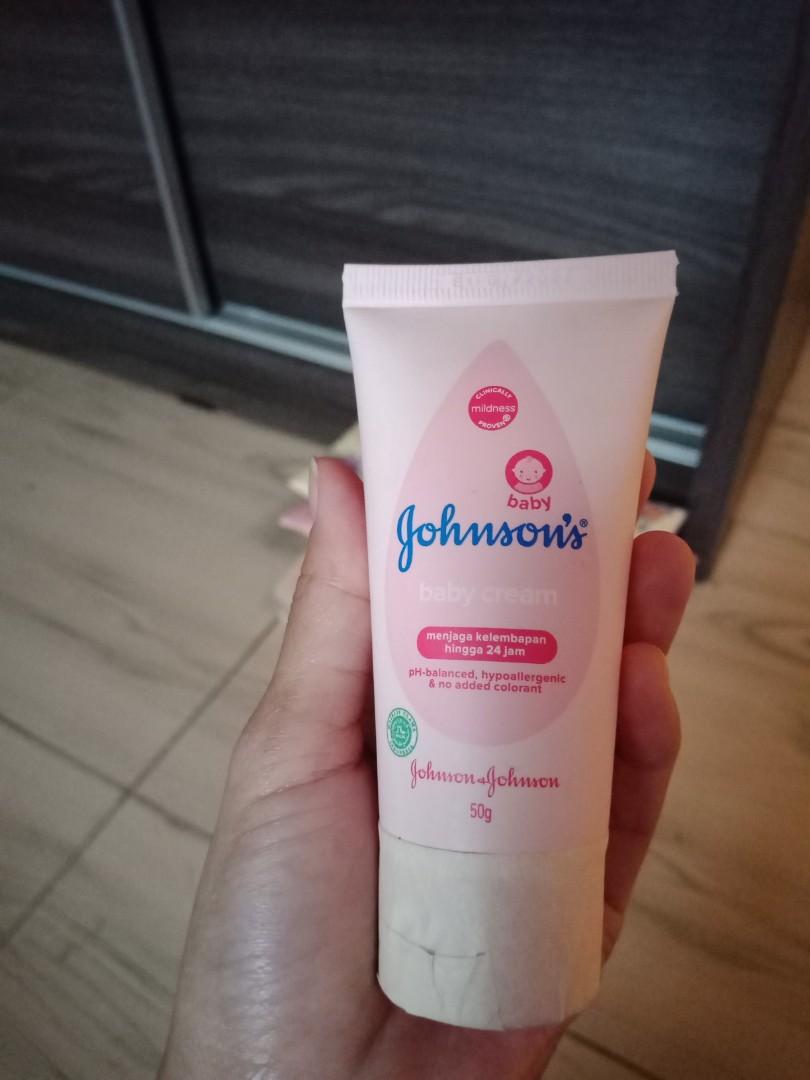 CLINICALLY
mildness
PROVEN
baby
Johnson's®
baby cream
menjaga kelembapan
hingga 24 jam
pH-balanced, hypoallergenic
& no added colorant
Johnson & Johnson
50g